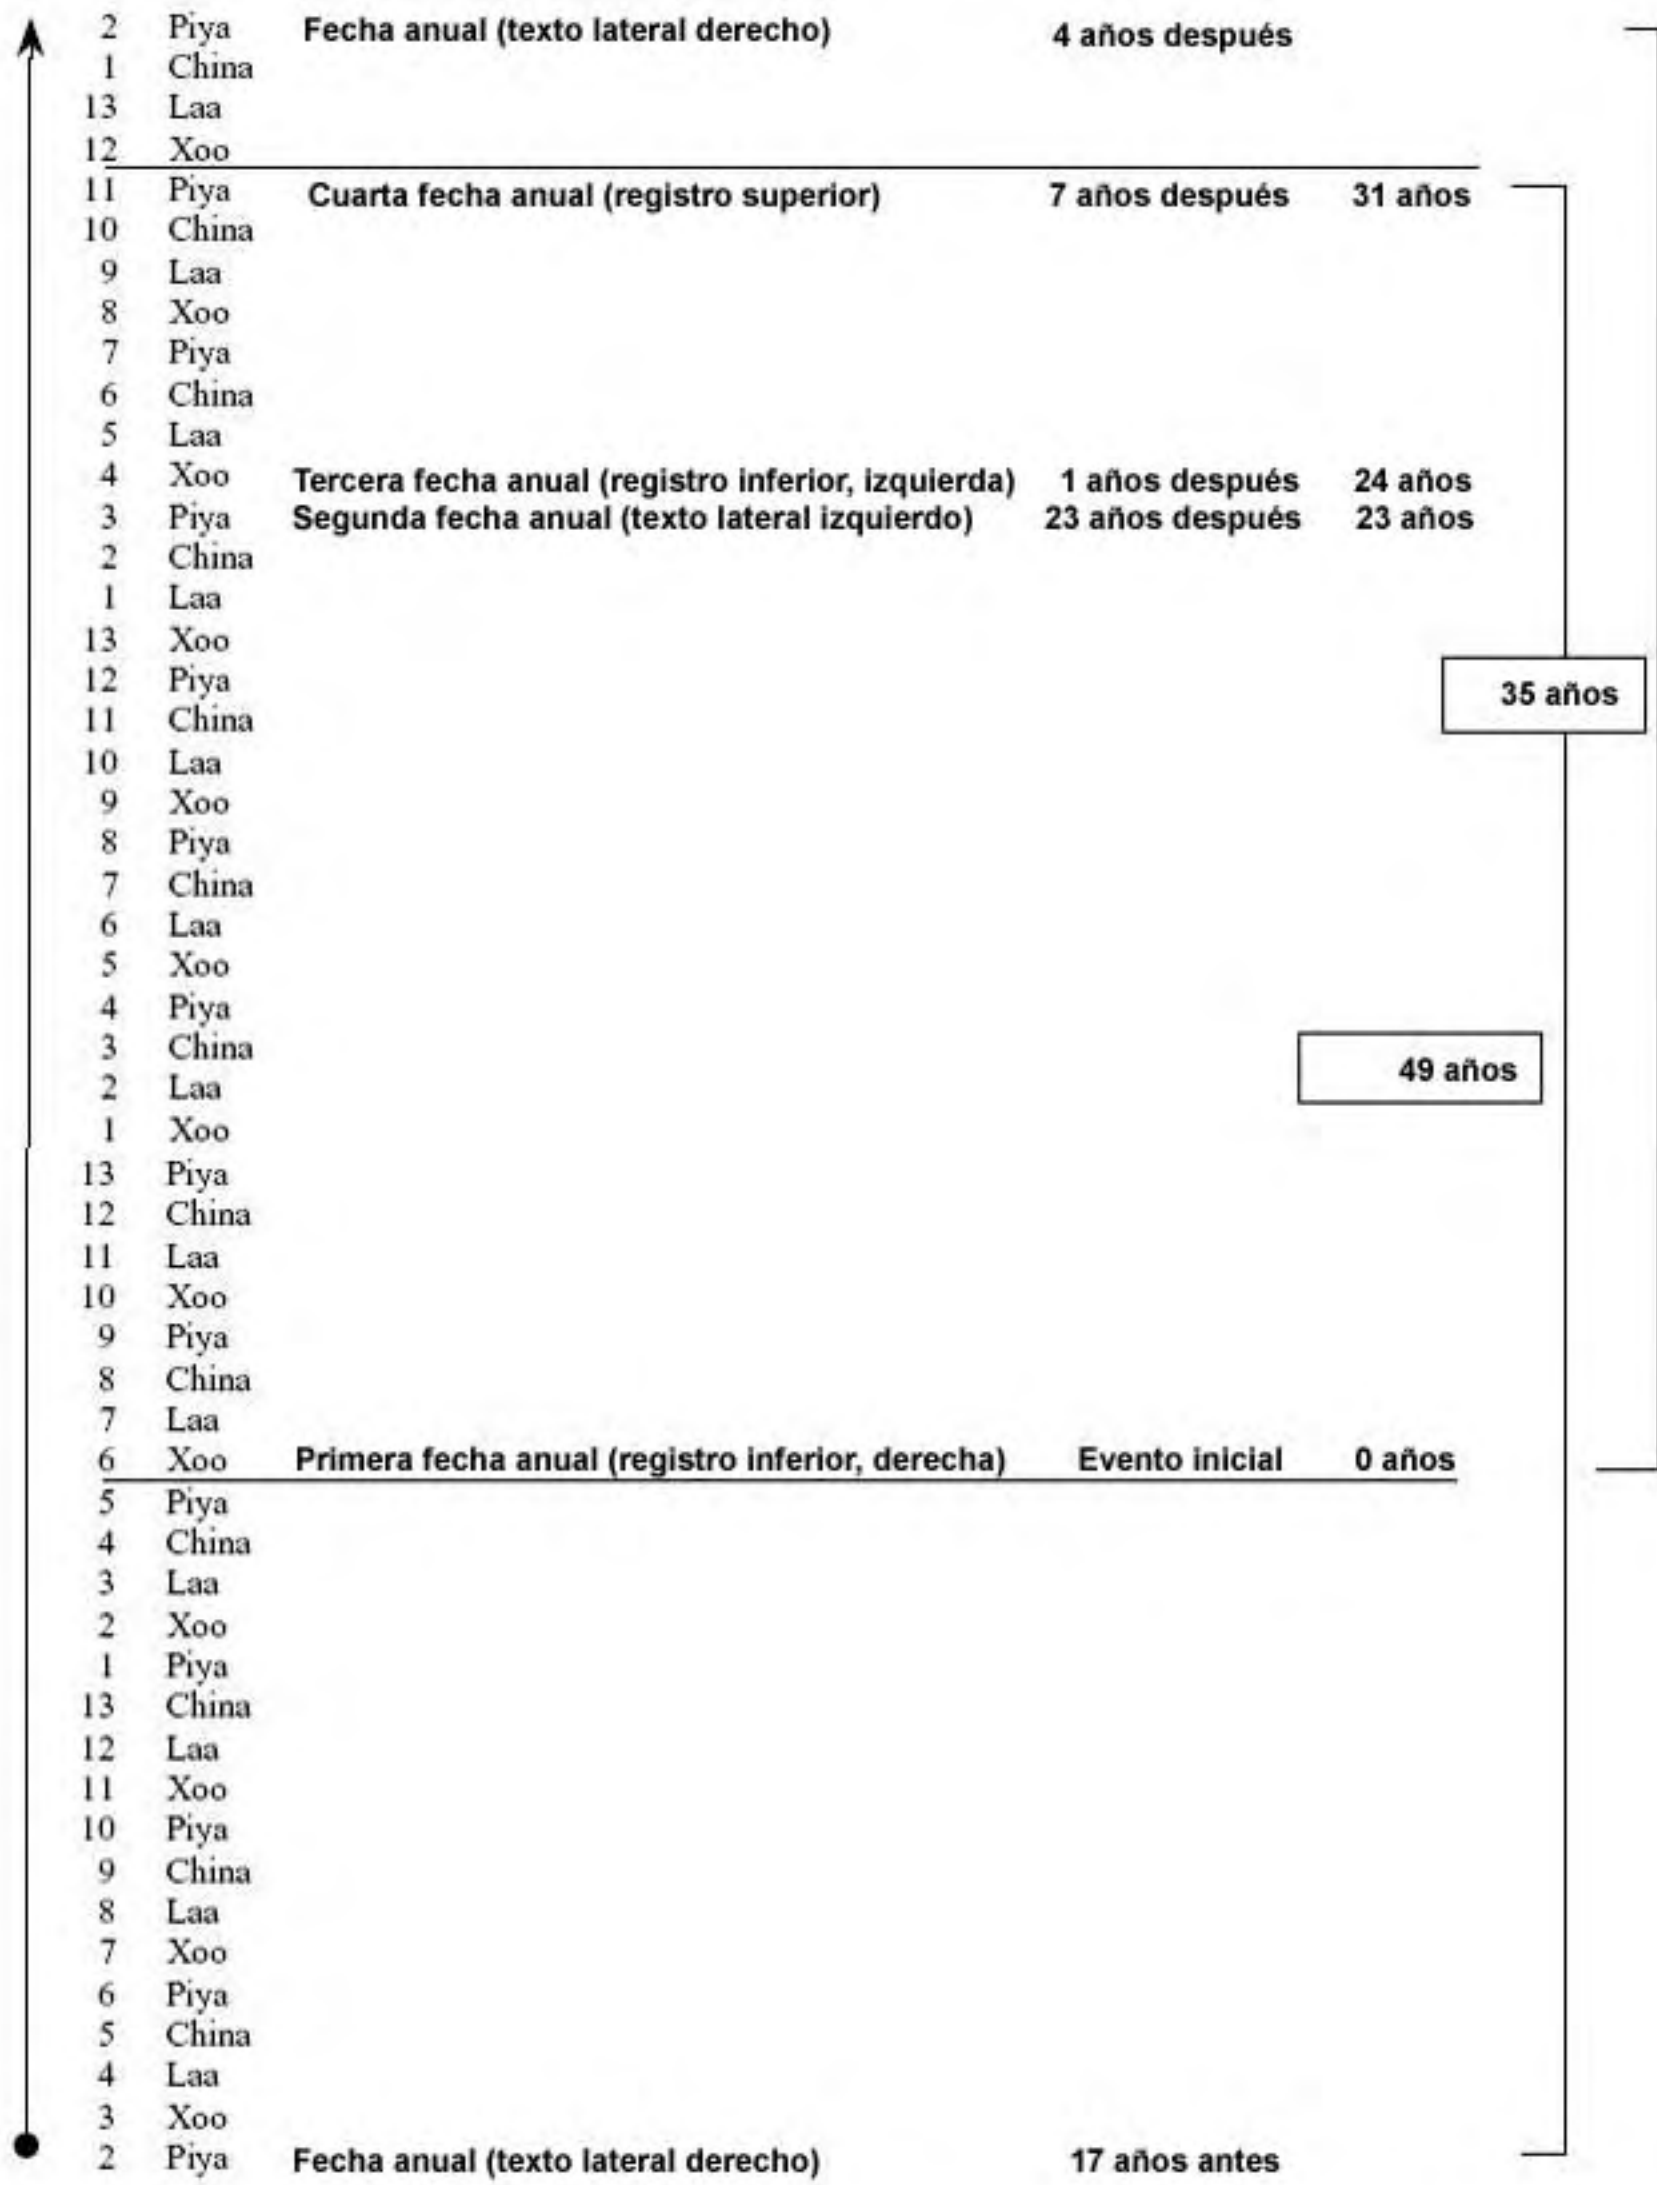 2 Piya Fecha anual (texto lateral derecho) 4 años después
1 China
13 Laa
12 Xoo
11 Piya Cuarta fecha anual (registro superior) 7 años después 31 años
10 China
9 Laa
8 Xoo
7 Piya
6 China
5 Laa
4 Xoo Tercera fecha anual (registro inferior, izquierda) 1 años después 24 años
3 Piya Segunda fecha anual (texto lateral izquierdo) 23 años después 23 años
2 China
1 Laa
13 Xoo
12 Piya
35 años
11 China
10 Laa
9 Xoo
8 Piya
7 China
6 Laa
5 Xoo
4 Piya
3 China
49 años
2 Laa
1 Xoo
13 Piya
12 China
11 Laa
10 Xoo
9 Piya
8 China
7 Laa
6 Xoo Primera fecha anual (registro inferior, derecha) Evento inicial 0 años
5 Piya
4 China
3 Laa
2 Xoo
1 Piya
13 China
12 Laa
11 Xoo
10 Piya
9 China
8 Laa
7 Xoo
6 Piya
5 China
4 Laa
3 Xoo
2 Piya Fecha anual (texto lateral derecho) 17 años antes